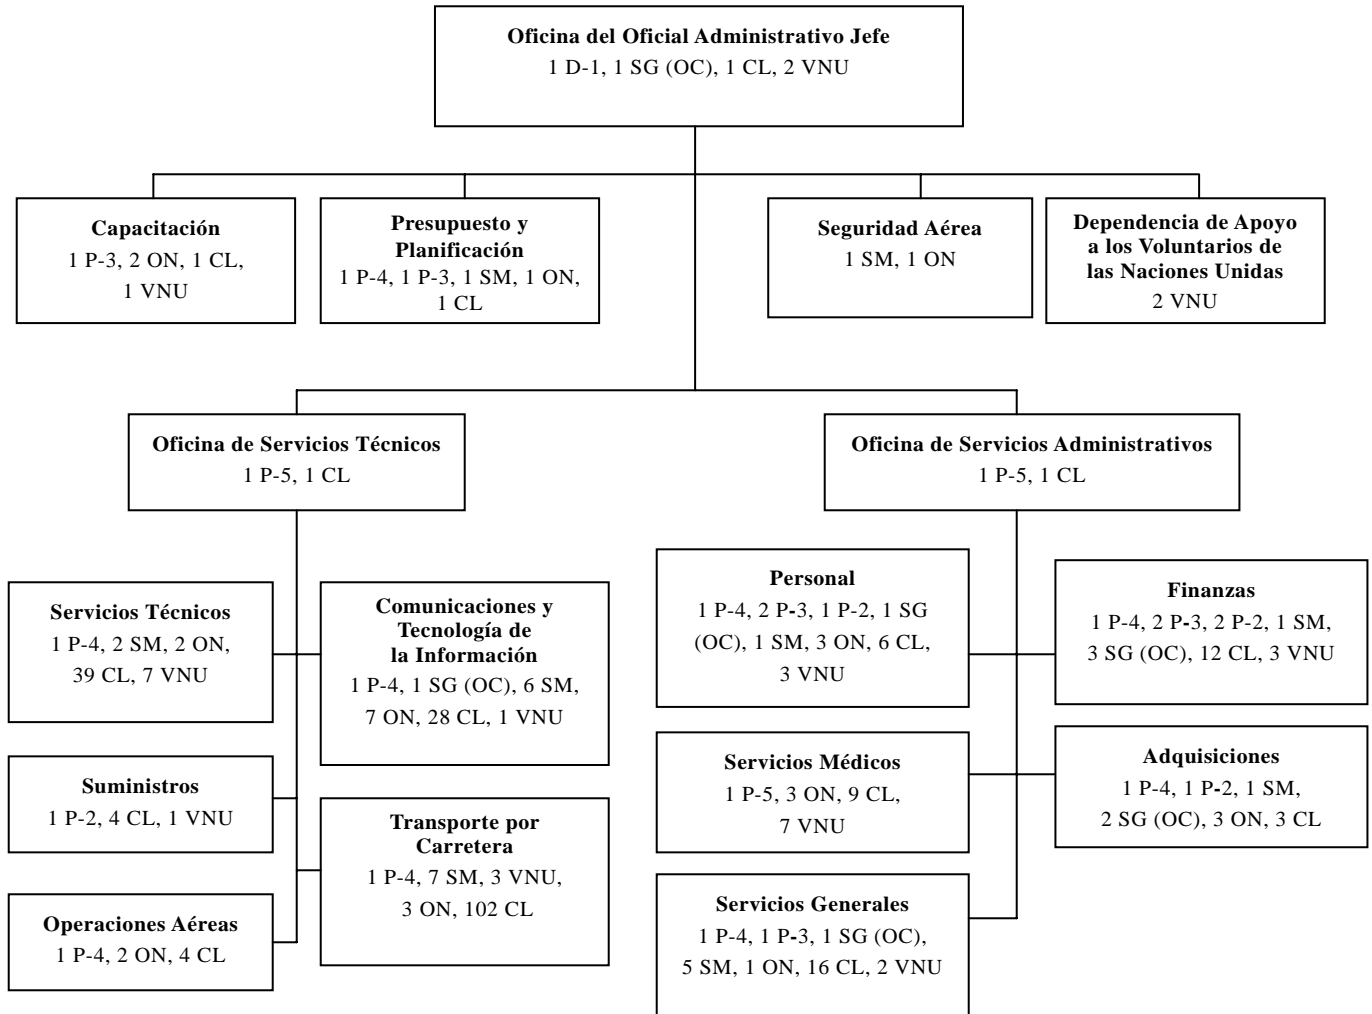 Oficina del Oficial Administrativo Jefe
1 D-1, 1 SG (OC), 1 CL, 2 VNU
Capacitación
1 P-3, 2 ON, 1 CL,
1 VNU
Presupuesto y
Planificación
1 P-4, 1 P-3, 1 SM, 1 ON,
1 CL
Seguridad Aérea
1 SM, 1 ON
Dependencia de Apoyo
a los Voluntarios de
las Naciones Unidas
2 VNU
Oficina de Servicios Técnicos
1 P-5, 1 CL
Oficina de Servicios Administrativos
1 P-5, 1 CL
Servicios Técnicos
1 P-4, 2 SM, 2 ON,
39 CL, 7 VNU
Comunicaciones y
Tecnología de
la Información
1 P-4, 1 SG (OC), 6 SM,
7 ON, 28 CL, 1 VNU
Suministros
1 P-2, 4 CL, 1 VNU
Transporte por
Carretera
1 P-4, 7 SM, 3 VNU,
3 ON, 102 CL
Operaciones Aéreas
1 P-4, 2 ON, 4 CL
Personal
1 P-4, 2 P-3, 1 P-2, 1 SG
(OC), 1 SM, 3 ON, 6 CL,
3 VNU
Finanzas
1 P-4, 2 P-3, 2 P-2, 1 SM,
3 SG (OC), 12 CL, 3 VNU
Servicios Médicos
1 P-5, 3 ON, 9 CL,
7 VNU
Adquisiciones
1 P-4, 1 P-2, 1 SM,
2 SG (OC), 3 ON, 3 CL
Servicios Generales
1 P-4, 1 P-3, 1 SG (OC),
5 SM, 1 ON, 16 CL, 2 VNU